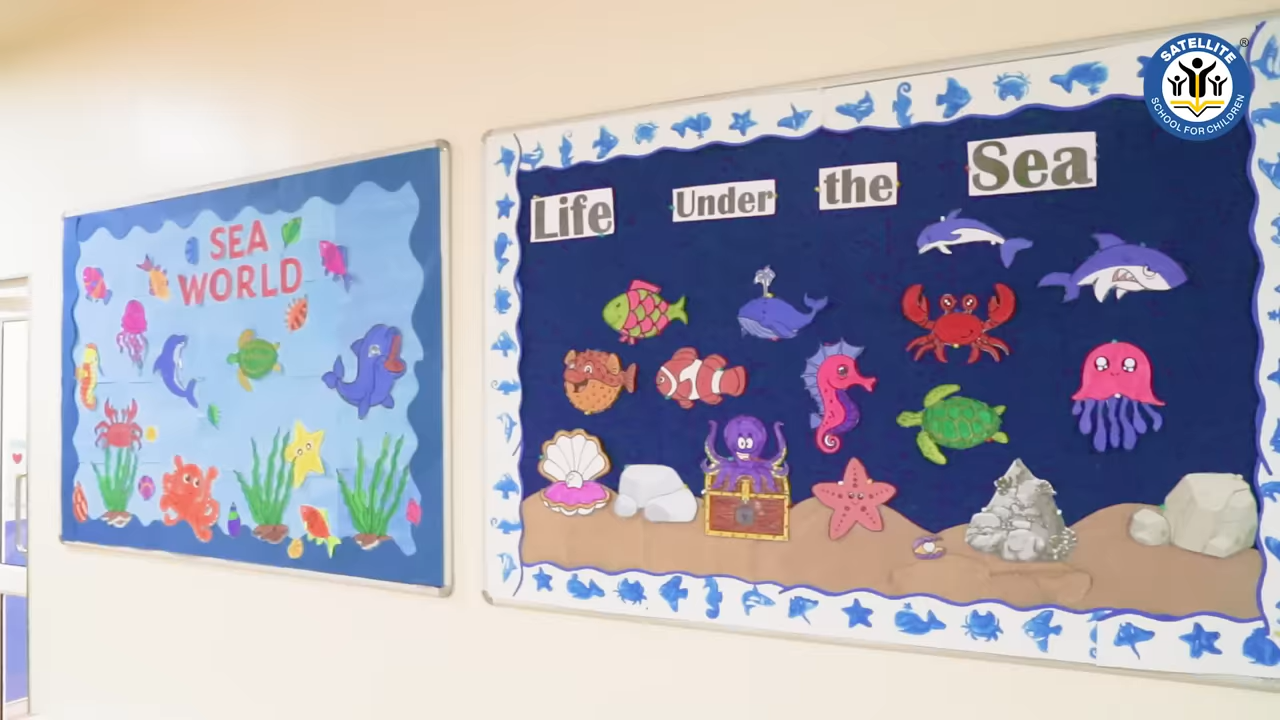 SEA
WORLD
Life Under the Sea
SATELLITE ®
SCHOOL FOR CHILDREN